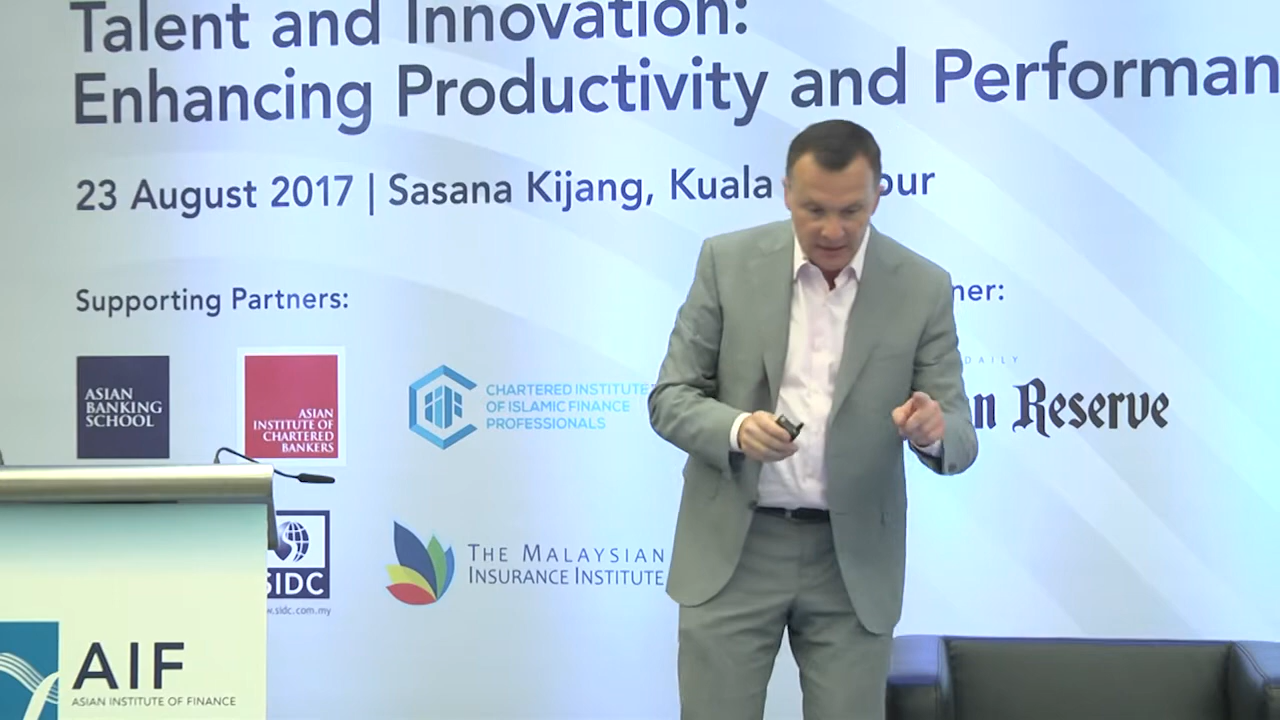 Talent and Innovation:
Enhancing Productivity and Performan
23 August 2017 | Sasana Kijang, Kuala our
Supporting Partners:
ner:
ASIAN
BANKING
SCHOOL
ASIAN
INSTITUTE OF
CHARTERED
BANKERS
CHARTERED INSTITUTE
OF ISLAMIC FINANCE
PROFESSIONALS
DAILY
n Reserve
SIDC
w.sidc.com.my
THE MALAYSIAN
INSURANCE INSTITUTE
AIF
ASIAN INSTITUTE OF FINANCE